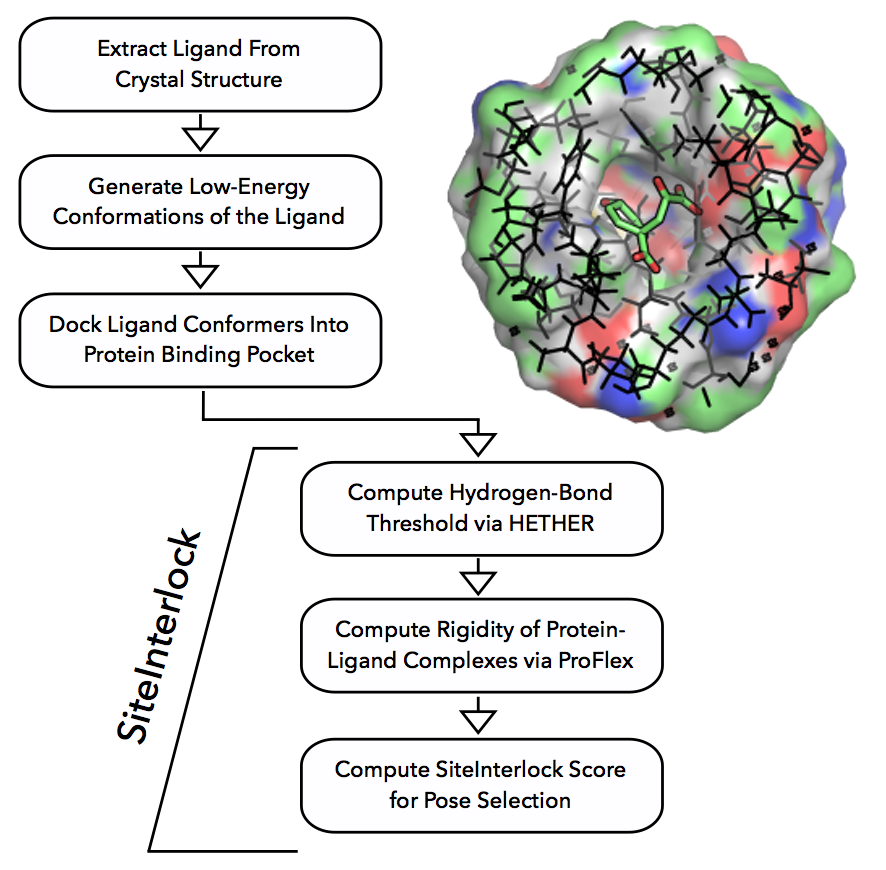 Extract Ligand From
Crystal Structure
Generate Low-Energy
Conformations of the Ligand
Dock Ligand Conformers Into
Protein Binding Pocket
SiteInterlock
Compute Hydrogen-Bond
Threshold via HETHER
Compute Rigidity of Protein-
Ligand Complexes via ProFlex
Compute SiteInterlock Score
for Pose Selection